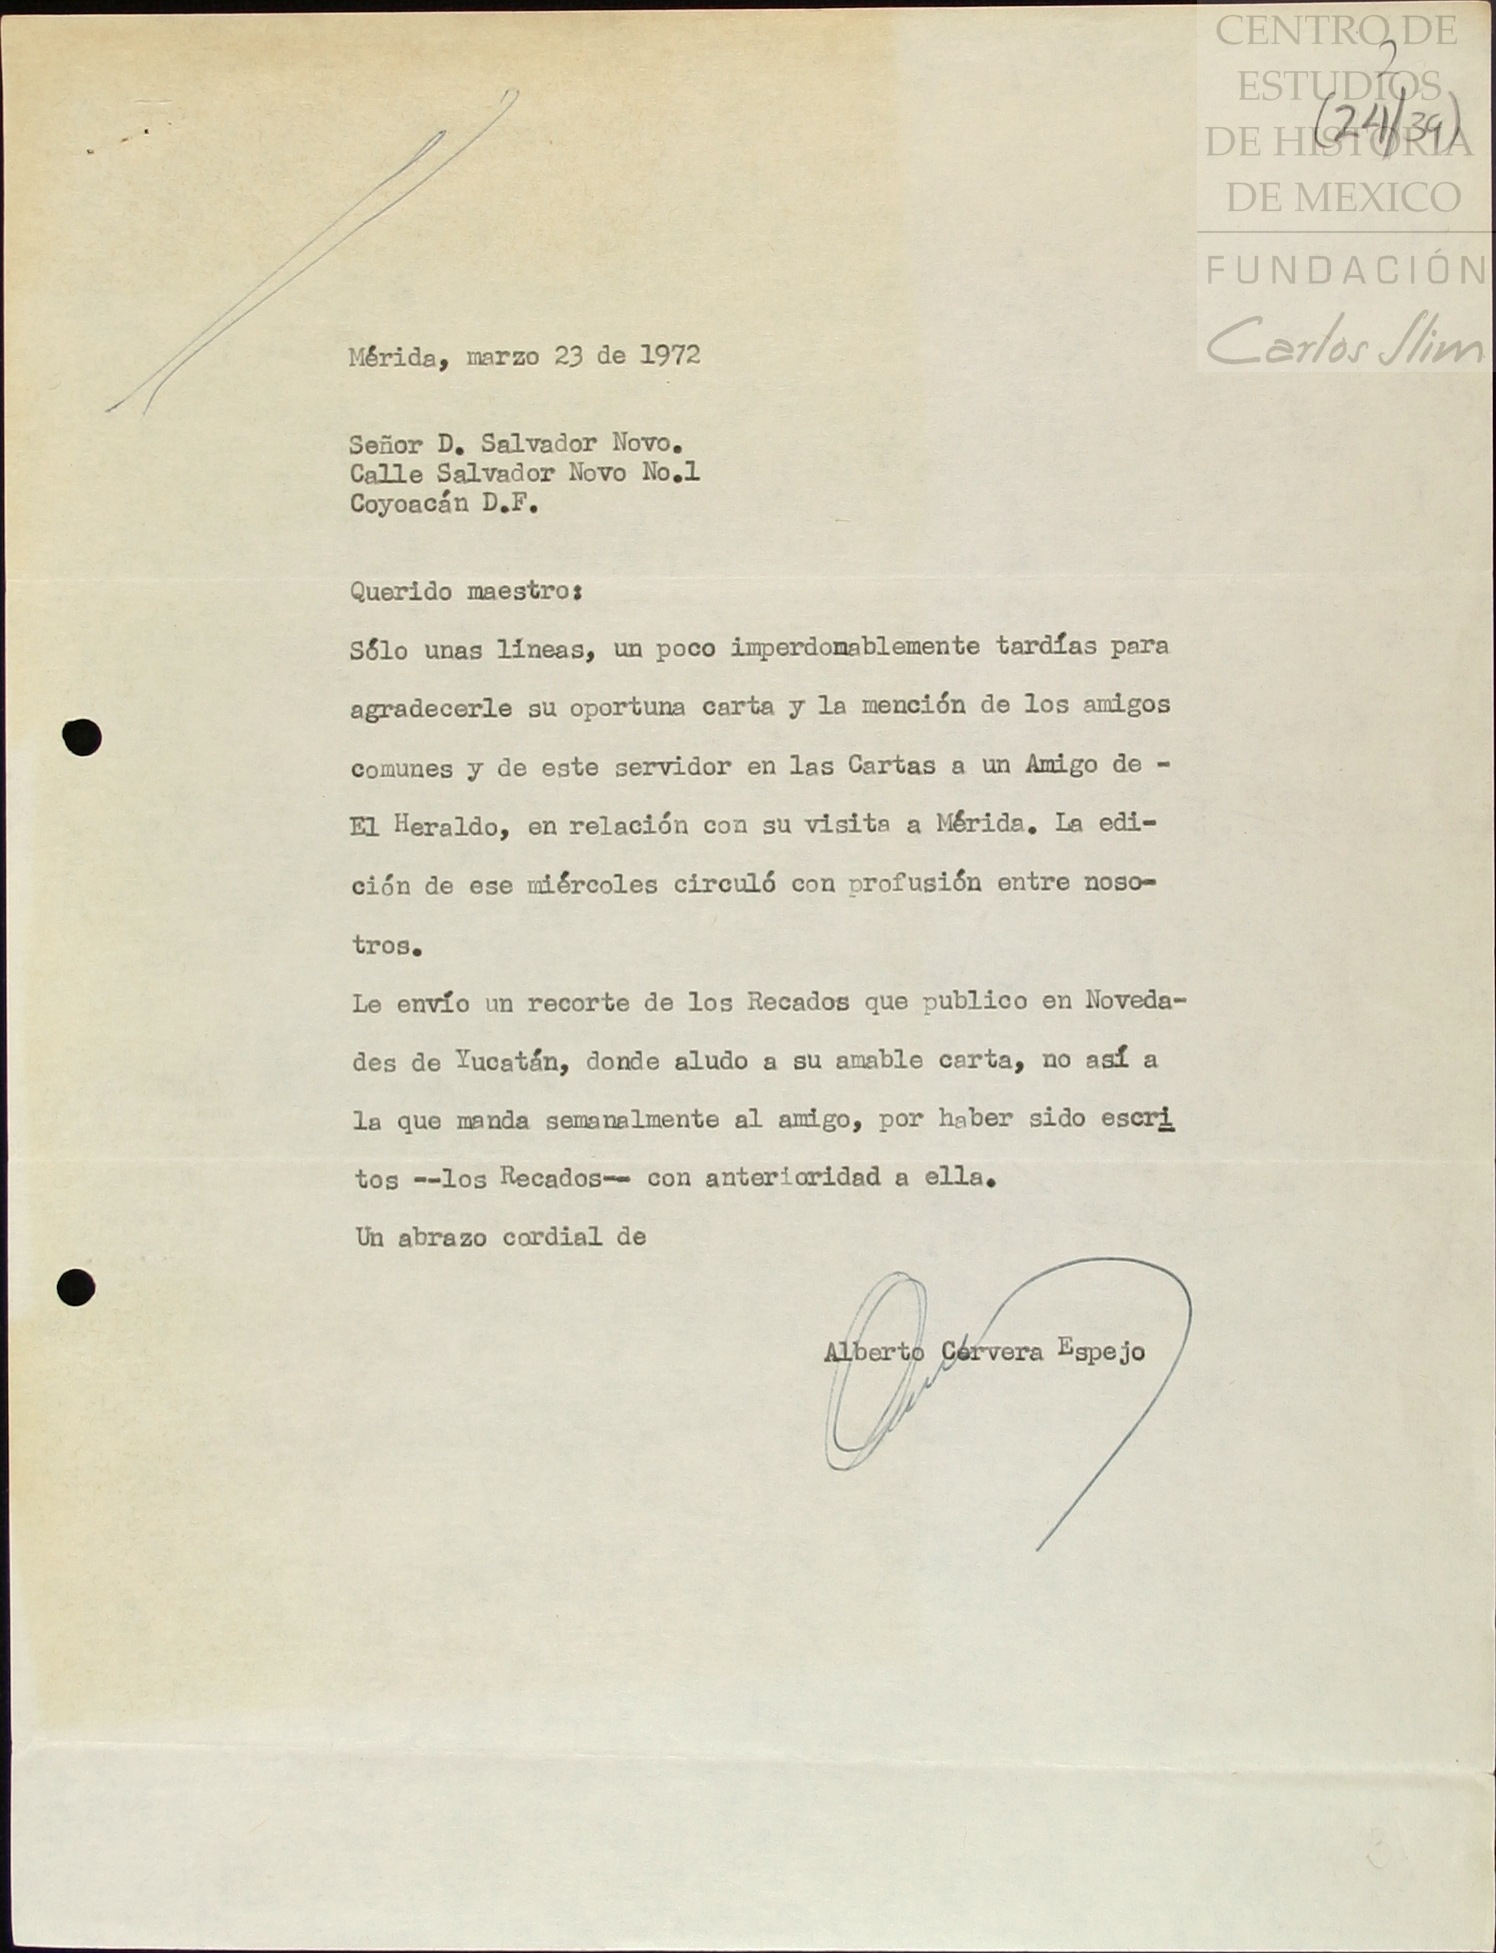 CENTRO DE
ESTUDIOS
DE HISTORIA
DE MEXICO
FUNDACIÓN
Carlos Slim
2
(24/39)
Mérida, marzo 23 de 1972
Señor D. Salvador Novo.
Calle Salvador Novo No.1
Coyoacán D.F.
Querido maestro:
Sólo unas líneas, un poco imperdonablemente tardías para
agradecerle su oportuna carta y la mención de los amigos
comunes y de este servidor en las Cartas a un Amigo de -
El Heraldo, en relación con su visita a Mérida. La edi-
ción de ese miércoles circuló con profusión entre noso-
tros.
Le envío un recorte de los Recados que publico en Noveda-
des de Yucatán, donde aludo a su amable carta, no así a
la que manda semanalmente al amigo, por haber sido escri
tos --los Recados-- con anterioridad a ella.
Un abrazo cordial de
Alberto Cervera Espejo